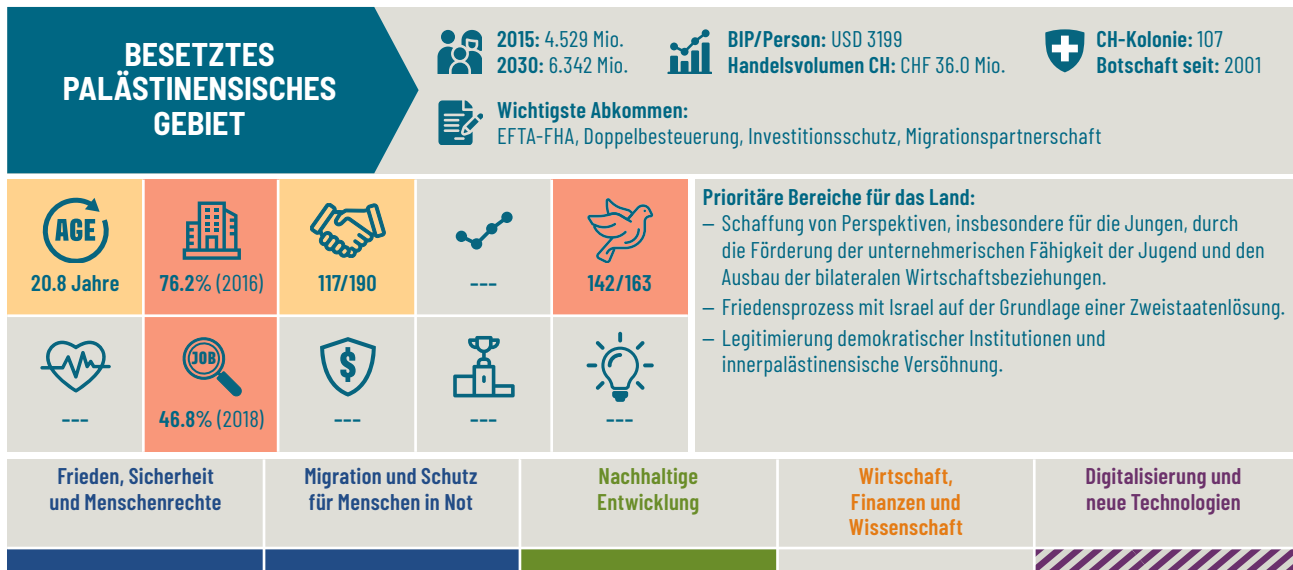 BESETZTES
PALÄSTINENSISCHES
GEBIET
2015: 4.529 Mio.
2030: 6.342 Mio.
BIP/Person: USD 3199
Handelsvolumen CH: CHF 36.0 Mio.
CH-Kolonie: 107
Botschaft seit: 2001
Wichtigste Abkommen:
EFTA-FHA, Doppelbesteuerung, Investitionsschutz, Migrationspartnerschaft
AGE
20.8 Jahre
76.2% (2016)
117/190
---
142/163
---
JOB
46.8% (2018)
$
---
---
---
Prioritäre Bereiche für das Land:
– Schaffung von Perspektiven, insbesondere für die Jungen, durch
die Förderung der unternehmerischen Fähigkeit der Jugend und den
Ausbau der bilateralen Wirtschaftsbeziehungen.
– Friedensprozess mit Israel auf der Grundlage einer Zweistaatenlösung.
– Legitimierung demokratischer Institutionen und
innerpalästinensische Versöhnung.
Frieden, Sicherheit
und Menschenrechte
Migration und Schutz
für Menschen in Not
Nachhaltige
Entwicklung
Wirtschaft,
Finanzen und
Wissenschaft
Digitalisierung und
neue Technologien